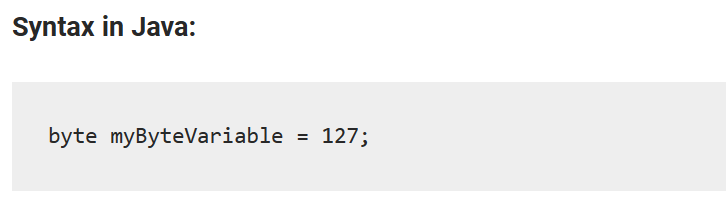 Syntax in Java:
byte myByteVariable = 127;